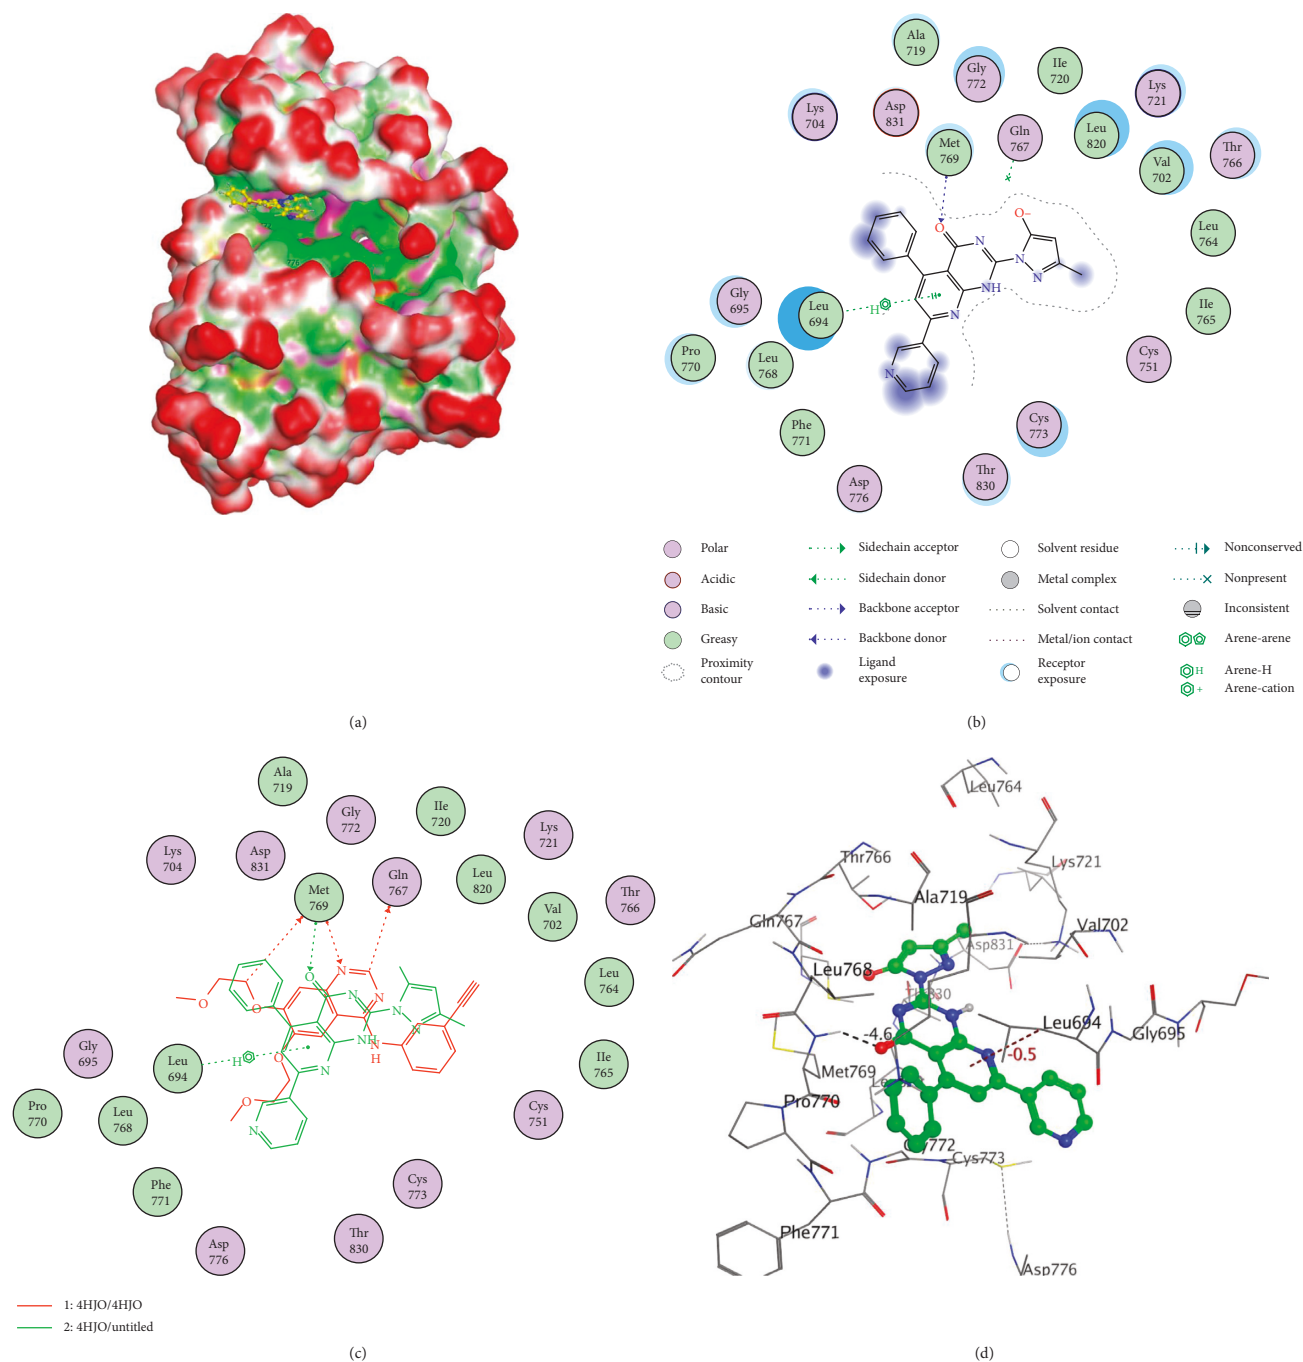 776
Ala
719
Gly
772
IIe
720
Lys
721
Lys
704
Asp
831
Met
769
Gln
767
Leu
820
Val
702
Thr
766
Leu
764
IIe
765
Cys
751
Cys
773
Thr
830
Asp
776
Phe
771
Leu
768
Pro
770
Gly
695
Leu
694
H
O
O−
N
N
N
N
NH
N
N
Polar
Acidic
Basic
Greasy
Proximity
contour
Sidechain acceptor
Sidechain donor
Backbone acceptor
Backbone donor
Ligand
exposure
Solvent residue
Metal complex
Solvent contact
Metal/ion contact
Receptor
exposure
Nonconserved
Nonpresent
Inconsistent
Arene-arene
H Arene-H
+ Arene-cation
(a)
(b)
Ala
719
Gly
772
IIe
720
Lys
721
Lys
704
Asp
831
Met
769
Gln
767
Leu
820
Val
702
Thr
766
Leu
764
IIe
765
Cys
751
Cys
773
Thr
830
Asp
776
Phe
771
Leu
768
Pro
770
Gly
695
Leu
694
H
O
N
N
N
N
N
NH
N
H
N
N
O
O
O
O
1: 4HJO/4HJO
2: 4HJO/untitled
(c)
Leu764
Thr766
Lys721
Ala719
Gln767
Val702
Asp831
Leu768
-4.6
Leu694
Gly695
-0.5
Met769
Pro770
Cys773
Phe771
Asp776
(d)